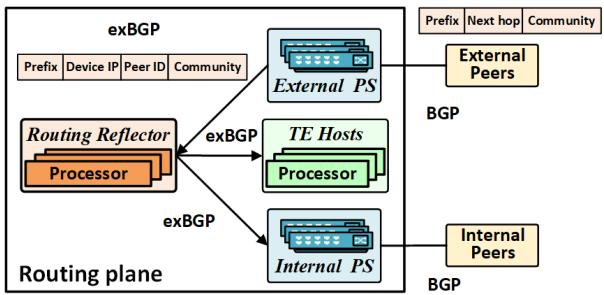 exBGP
Prefix Next hop Community
Prefix Device IP Peer ID Community
External PS
External
Peers
BGP
Routing Reflector
Processor
exBGP
TE Hosts
Processor
exBGP
Internal PS
Internal
Peers
BGP
Routing plane